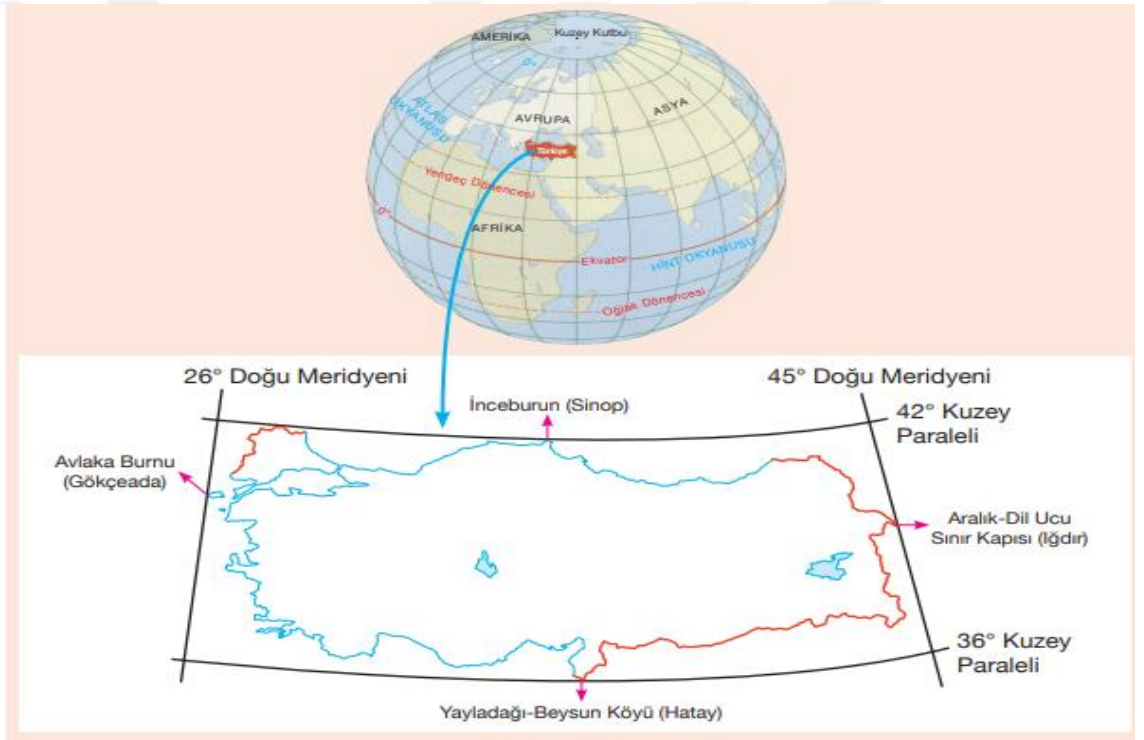 AMERİKA
Kuzey Kutbu
0°
ATLAS
OKYANUSU
AVRUPA
ASYA
Türkiye
Yengeç Dönencesi
0°
AFRİKA
Ekvator
HİNT OKYANUSU
Oğlak Dönencesi
26° Doğu Meridyeni
45° Doğu Meridyeni
İnceburun (Sinop)
42° Kuzey
Paraleli
Avlaka Burnu
(Gökçeada)
Aralık-Dil Ucu
Sınır Kapısı (Iğdır)
36° Kuzey
Paraleli
Yayladağı-Beysun Köyü (Hatay)